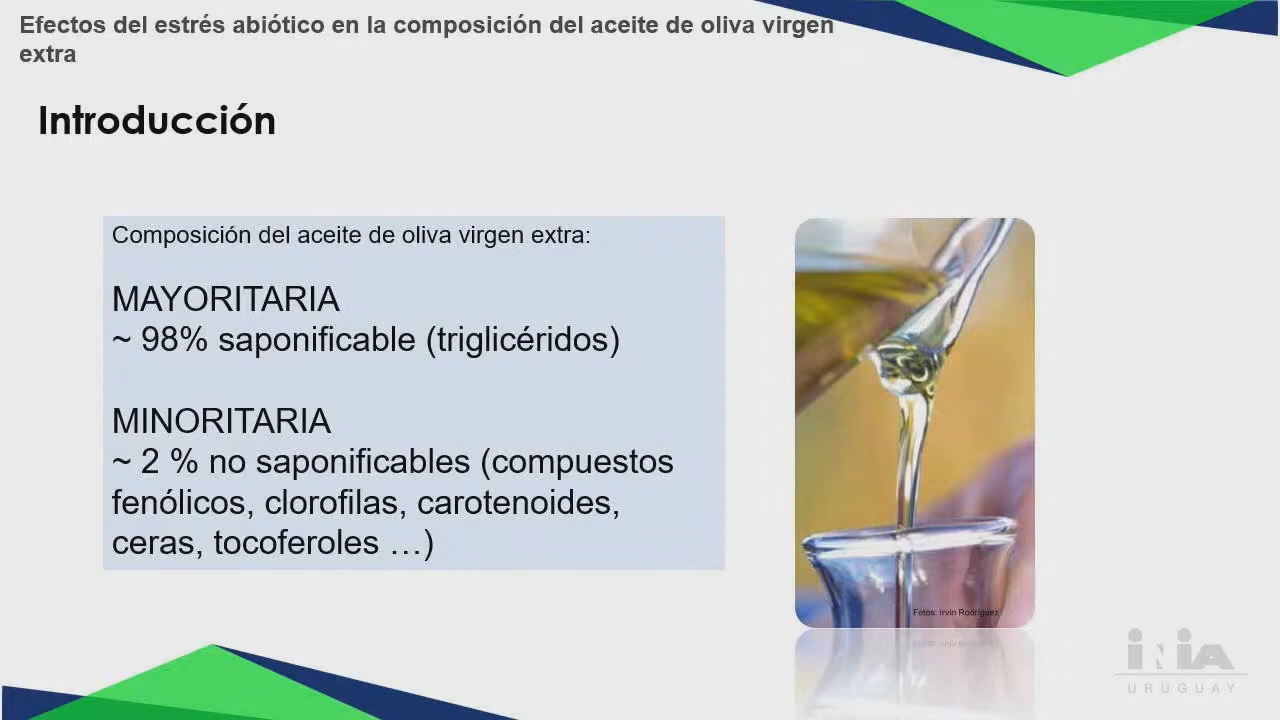 Efectos del estrés abiótico en la composición del aceite de oliva virgen
extra
Introducción
Composición del aceite de oliva virgen extra:
MAYORITARIA
~ 98% saponificable (triglicéridos)
MINORITARIA
~ 2 % no saponificables (compuestos
fenólicos, clorofilas, carotenoides,
ceras, tocoferoles …)
Fotos: Irvin Rodríguez
INIA
URUGUAY